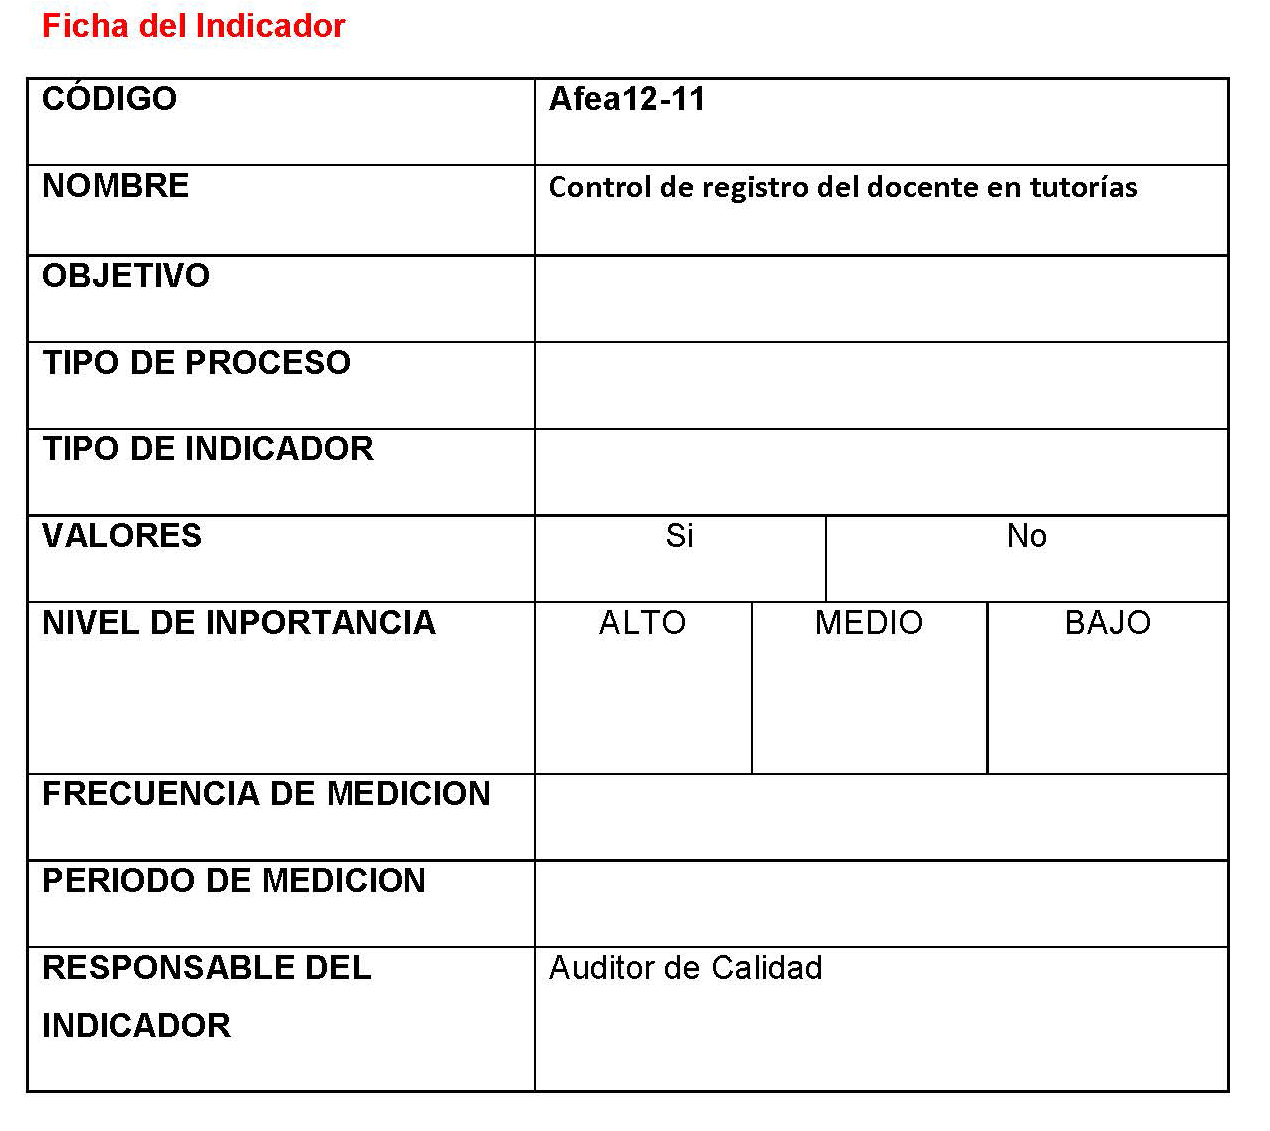 Ficha del Indicador
CÓDIGO Afea12-11
NOMBRE Control de registro del docente en tutorías
OBJETIVO
TIPO DE PROCESO
TIPO DE INDICADOR
VALORES Si No
NIVEL DE INPORTANCIA ALTO MEDIO BAJO
FRECUENCIA DE MEDICION
PERIODO DE MEDICION
RESPONSABLE DEL Auditor de Calidad
INDICADOR